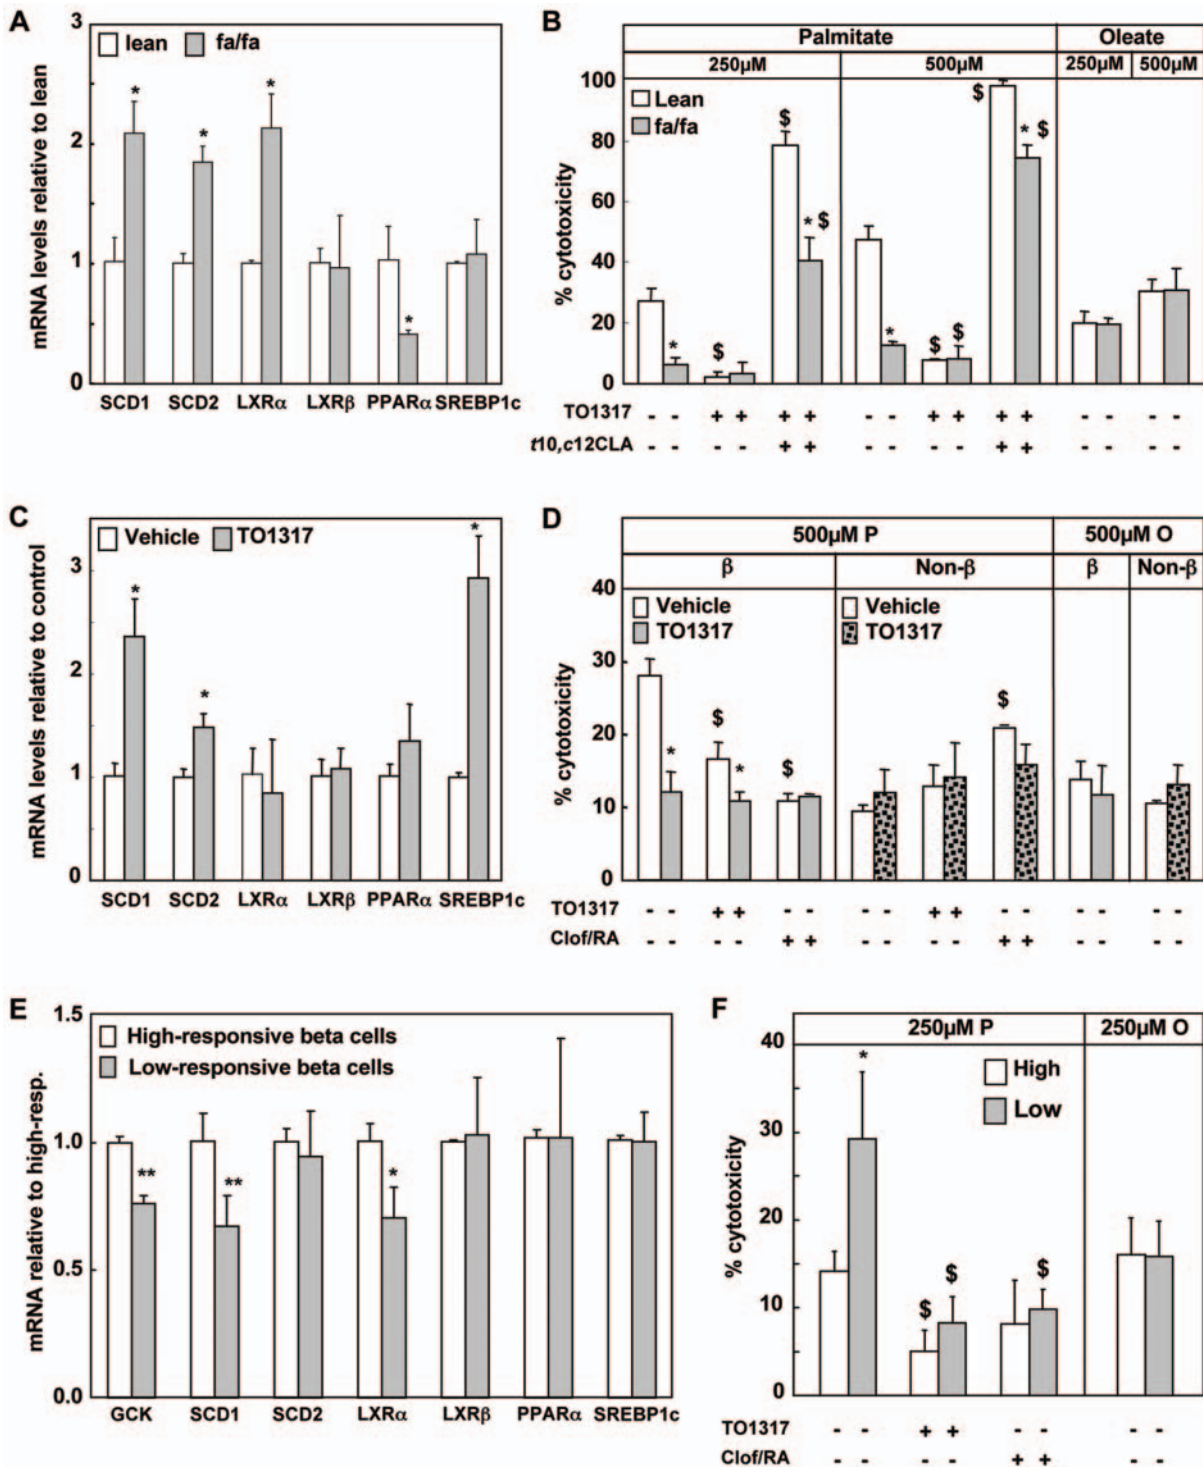 A
3
2
1
0
mRNA levels relative to lean
lean fa/fa
* * * *
SCD1 SCD2 LXRα LXRβ PPARα SREBP1c
B
Palmitate Oleate
250µM 500µM 250µM 500µM
100
80
60
40
20
0
% cytotoxicity
Lean
fa/fa
* $ $ * $ * $ $ $ * $
TO1317 - - + + + + - - + + + + - - - -
t10,c12CLA - - - - + + - - - - + + - - - -
C
3
2
1
0
mRNA levels relative to control
Vehicle TO1317
* * *
SCD1 SCD2 LXRα LXRβ PPARα SREBP1c
D
500µM P 500µM O
β Non-β β Non-β
40
30
20
10
0
% cytotoxicity
Vehicle Vehicle
TO1317 TO1317
* $ * $ $
TO1317 - - + + - - - - + + - - - - - -
Clof/RA - - - - + + - - - - + + - - - -
E
1.5
1.0
0.5
0.0
mRNA relative to high-resp.
High-responsive beta cells
Low-responsive beta cells
** ** *
GCK SCD1 SCD2 LXRα LXRβ PPARα SREBP1c
F
250µM P 250µM O
40
30
20
10
0
% cytotoxicity
High
Low
* $ $ $
TO1317 - - + + - - - -
Clof/RA - - - - + + - -